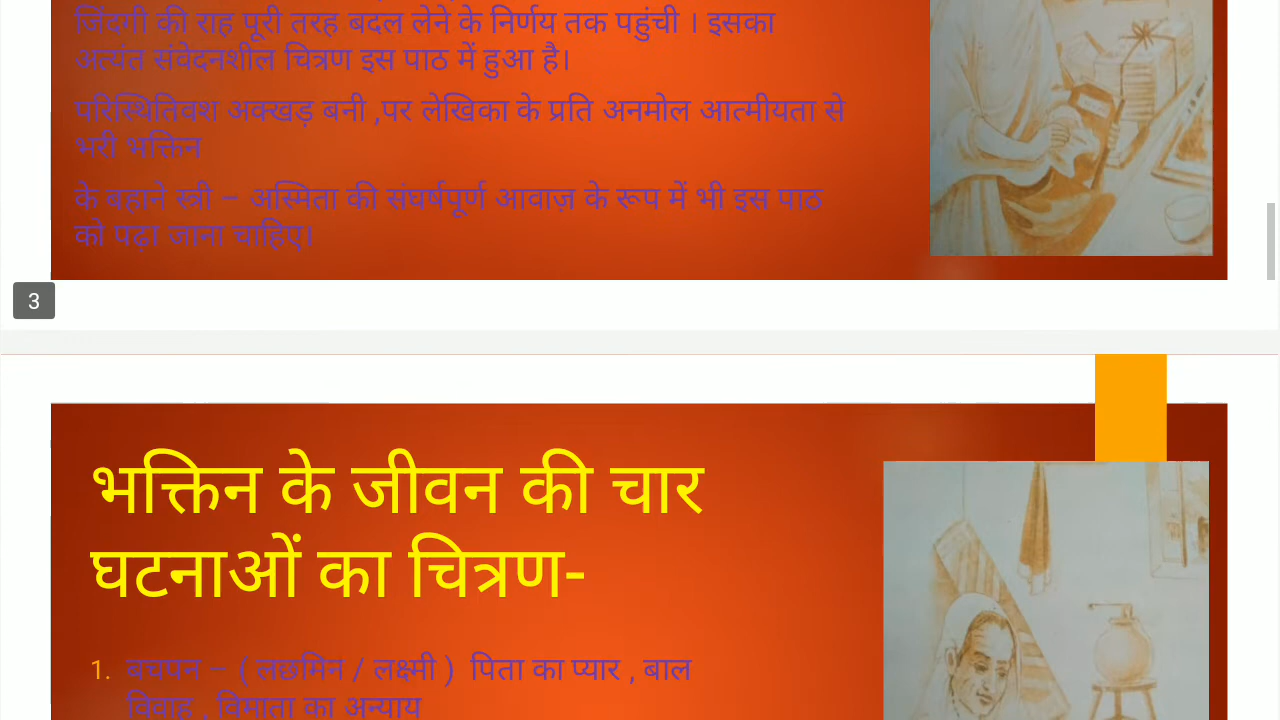 जिंदगी की राह पूरी तरह बदल लेने के निर्णय तक पहुंची । इसका
अत्यंत संवेदनशील चित्रण इस पाठ में हुआ है।
परिस्थितिवश अक्खड़ बनी ,पर लेखिका के प्रति अनमोल आत्मीयता से
भरी भक्तिन
के बहाने स्त्री – अस्मिता की संघर्षपूर्ण आवाज़ के रूप में भी इस पाठ
को पढ़ा जाना चाहिए।
3
भक्तिन के जीवन की चार
घटनाओं का चित्रण-
1. बचपन – ( लछमिन / लक्ष्मी ) पिता का प्यार , बाल
विवाह , विमाता का अन्याय